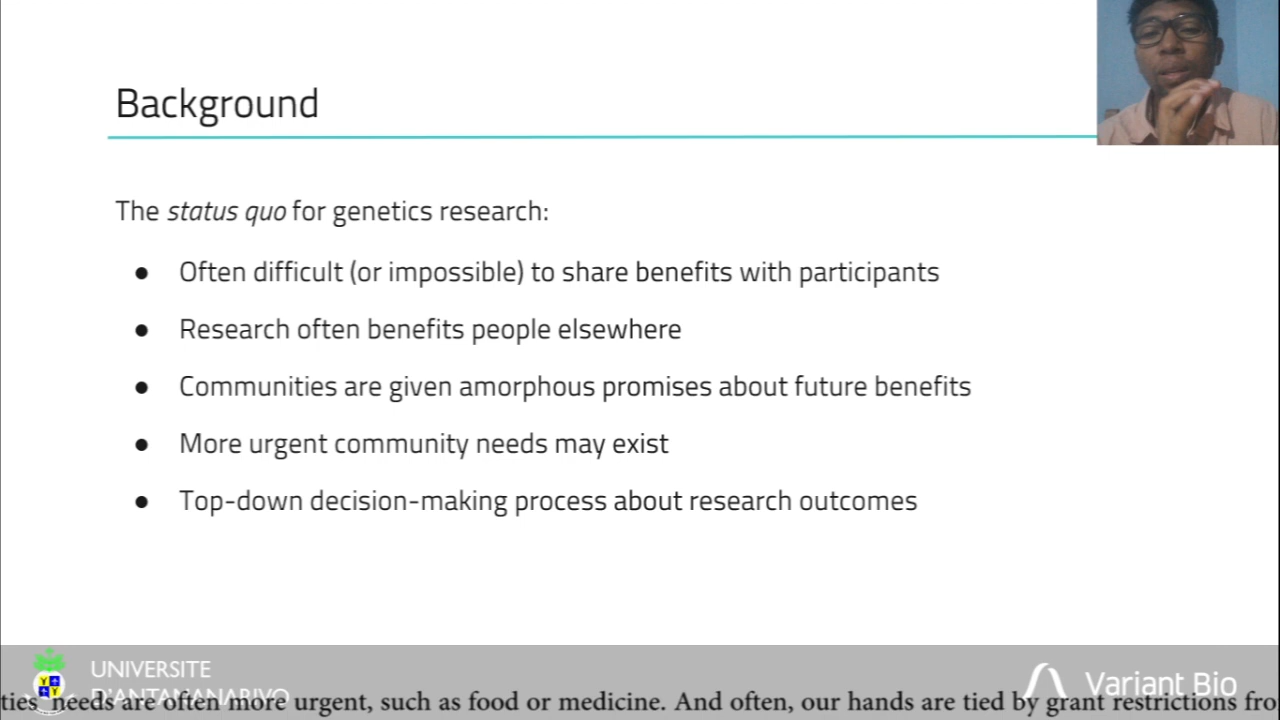 Background
The status quo for genetics research:
● Often difficult (or impossible) to share benefits with participants
● Research often benefits people elsewhere
● Communities are given amorphous promises about future benefits
● More urgent community needs may exist
● Top-down decision-making process about research outcomes
UNIVERSITE
D'ANTANANARIVO
Variant Bio
ties' needs are often more urgent, such as food or medicine. And often, our hands are tied by grant restrictions fro